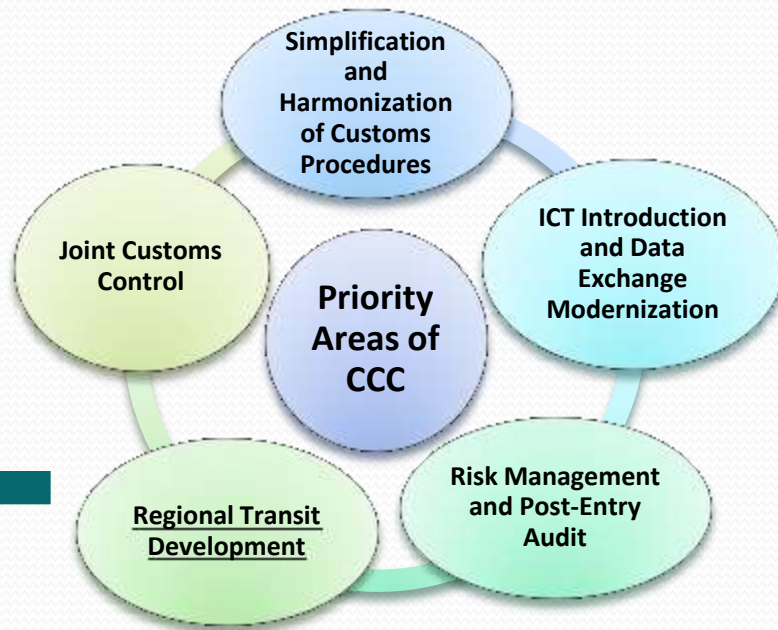 Simplification
and
Harmonization
of Customs
Procedures
ICT Introduction
and Data
Exchange
Modernization
Risk Management
and Post-Entry
Audit
Regional Transit
Development
Joint Customs
Control
Priority
Areas of
CCC